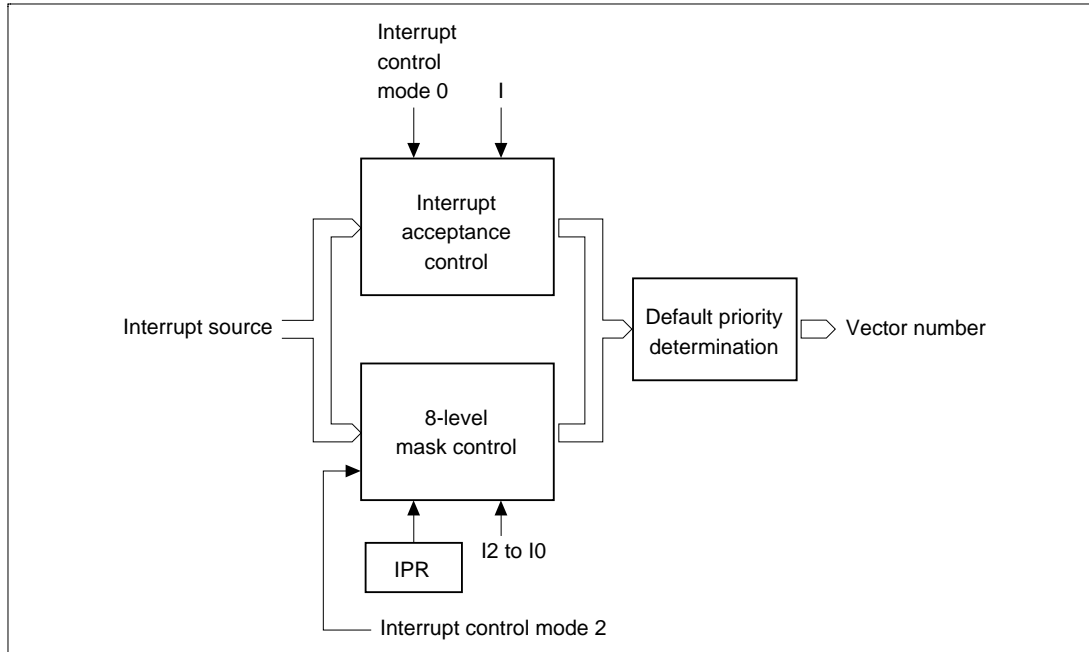 Interrupt
control
mode 0
I
Interrupt
acceptance
control
Interrupt source
Default priority
determination
Vector number
8-level
mask control
I2 to I0
IPR
Interrupt control mode 2